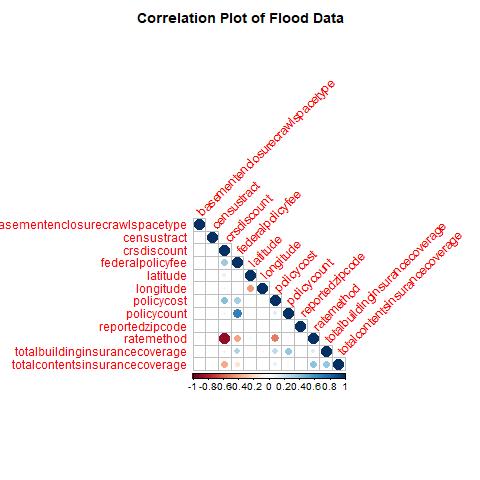 Correlation Plot of Flood Data
basementenclosurecrawlspacetype
censustract
crsdiscount
federalpolicyfee
latitude
longitude
policycost
policycount
reportedzipcode
ratemethod
totalbuildinginsurancecoverage
totalcontentsinsurancecoverage
asementenclosurecrawlspacetype
censustract
crsdiscount
federalpolicyfee
latitude
longitude
policycost
policycount
reportedzipcode
ratemethod
totalbuildinginsurancecoverage
totalcontentsinsurancecoverage
-1 -0.8 -0.6 -0.4 -0.2 0 0.2 0.4 0.6 0.8 1